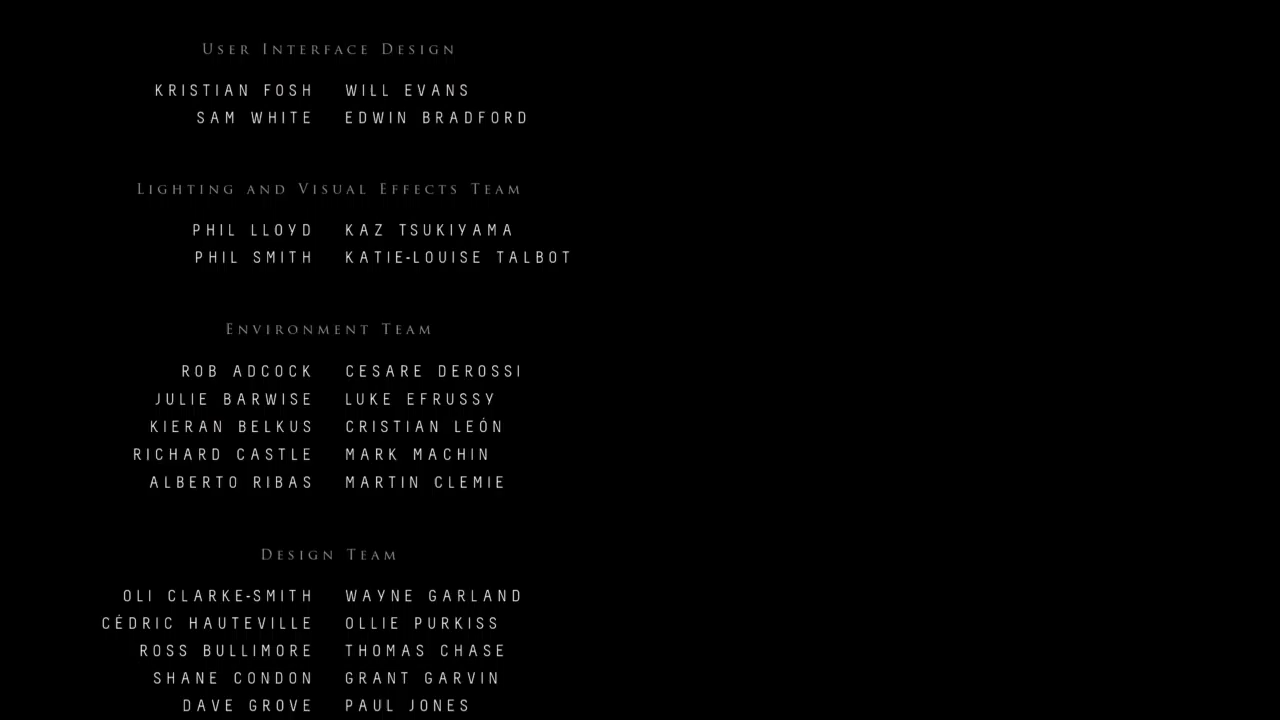 User Interface Design
KRISTIAN FOSH WILL EVANS
SAM WHITE EDWIN BRADFORD
Lighting and Visual Effects Team
PHIL LLOYD KAZ TSUKIYAMA
PHIL SMITH KATIE-LOUISE TALBOT
Environment Team
ROB ADCOCK CESARE DEROSSI
JULIE BARWISE LUKE EFRUSSY
KIERAN BELKUS CRISTIAN LEÓN
RICHARD CASTLE MARK MACHIN
ALBERTO RIBAS MARTIN CLEMIE
Design Team
OLI CLARKE-SMITH WAYNE GARLAND
CÉDRIC HAUTEVILLE OLLIE PURKISS
ROSS BULLIMORE THOMAS CHASE
SHANE CONDON GRANT GARVIN
DAVE GROVE PAUL JONES